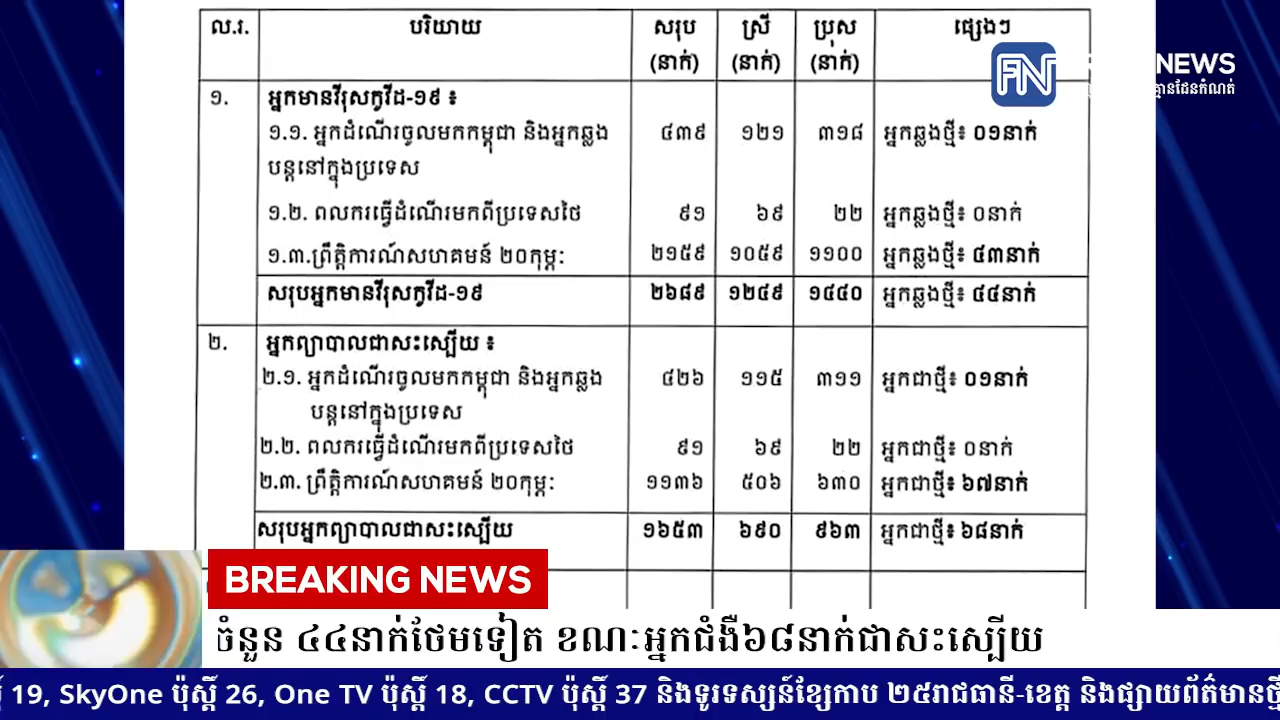 ល.រ. បរិយាយ សរុប ស្រី ប្រុស ផ្សេងៗ
(នាក់) (នាក់) (នាក់)
FN NEWS
គ្មានដែនកំណត់
១. អ្នកមានវីរុសកូវីដ-១៩ ៖
១.១. អ្នកដំណើរចូលមកកម្ពុជា និងអ្នកឆ្លង ៤៣៩ ១២១ ៣១៨ អ្នកឆ្លងថ្មី៖ ០១នាក់
បន្តនៅក្នុងប្រទេស
១.២. ពលករធ្វើដំណើរមកពីប្រទេសថៃ ៩១ ៦៩ ២២ អ្នកឆ្លងថ្មី៖ ០នាក់
១.៣.ព្រឹត្តិការណ៍សហគមន៍ ២០កុម្ភៈ ២១៥៩ ១០៥៩ ១១០០ អ្នកឆ្លងថ្មី៖ ៤៣នាក់
សរុបអ្នកមានវីរុសកូវីដ-១៩ ២៦៨៩ ១២៤៩ ១៤៤០ អ្នកឆ្លងថ្មី៖ ៤៤នាក់
២. អ្នកព្យាបាលជាសះស្បើយ ៖
២.១. អ្នកដំណើរចូលមកកម្ពុជា និងអ្នកឆ្លង ៤២៦ ១១៥ ៣១១ អ្នកជាថ្មី៖ ០១នាក់
បន្តនៅក្នុងប្រទេស
២.២. ពលករធ្វើដំណើរមកពីប្រទេសថៃ ៩១ ៦៩ ២២ អ្នកជាថ្មី៖ ០នាក់
២.៣. ព្រឹត្តិការណ៍សហគមន៍ ២០កុម្ភៈ ១១៣៦ ៥០៦ ៦៣០ អ្នកជាថ្មី៖ ៦៧នាក់
សរុបអ្នកព្យាបាលជាសះស្បើយ ១៦៥៣ ៦៩០ ៩៦៣ អ្នកជាថ្មី៖ ៦៨នាក់
BREAKING NEWS
ចំនួន ៤៤នាក់ថែមទៀត ខណៈអ្នកជំងឺ៦៨នាក់ជាសះស្បើយ
19, SkyOne ប៉ុស្តិ៍ 26, One TV ប៉ុស្តិ៍ 18, CCTV ប៉ុស្តិ៍ 37 និងទូរទស្សន៍ខ្សែកាប ២៥រាជធានី-ខេត្ត និងផ្សាយព័ត៌មានថ្មី